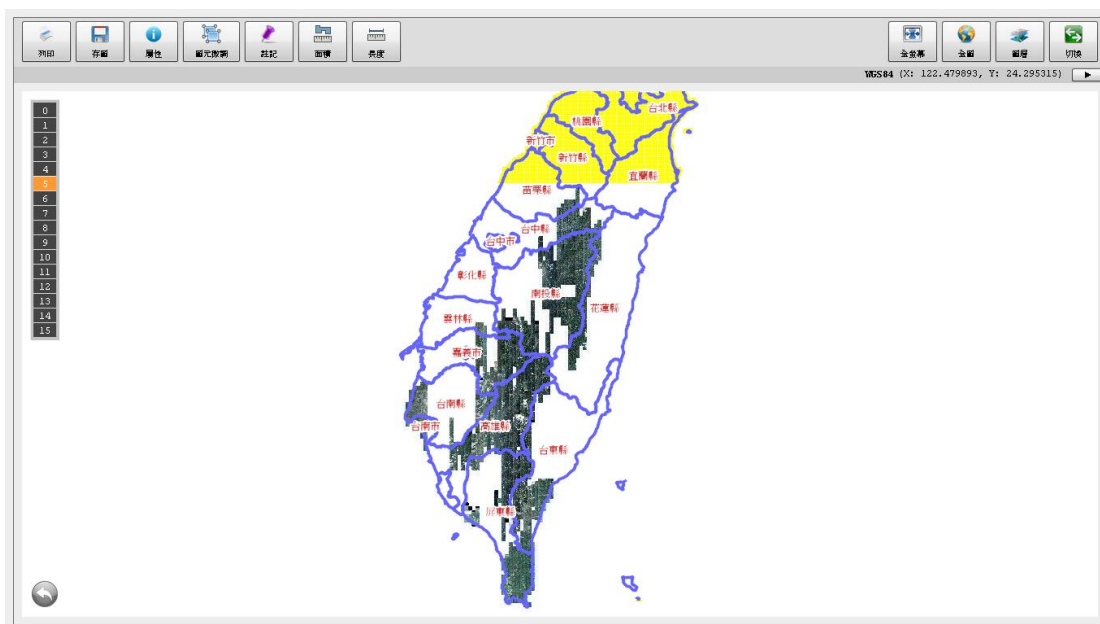 列印 存圖 屬性 圖元微調 註記 面積 長度 全螢幕 全圖 圖層 切換
WGS84 (X: 122.479893, Y: 24.295315)
0
1
2
3
4
5
6
7
8
9
10
11
12
13
14
15
台北縣
桃園縣
新竹市
新竹縣
宜蘭縣
苗栗縣
台中縣
台中市
彰化縣
南投縣
花蓮縣
雲林縣
嘉義市
台南縣
台南市
高雄縣
台東縣
屏東縣